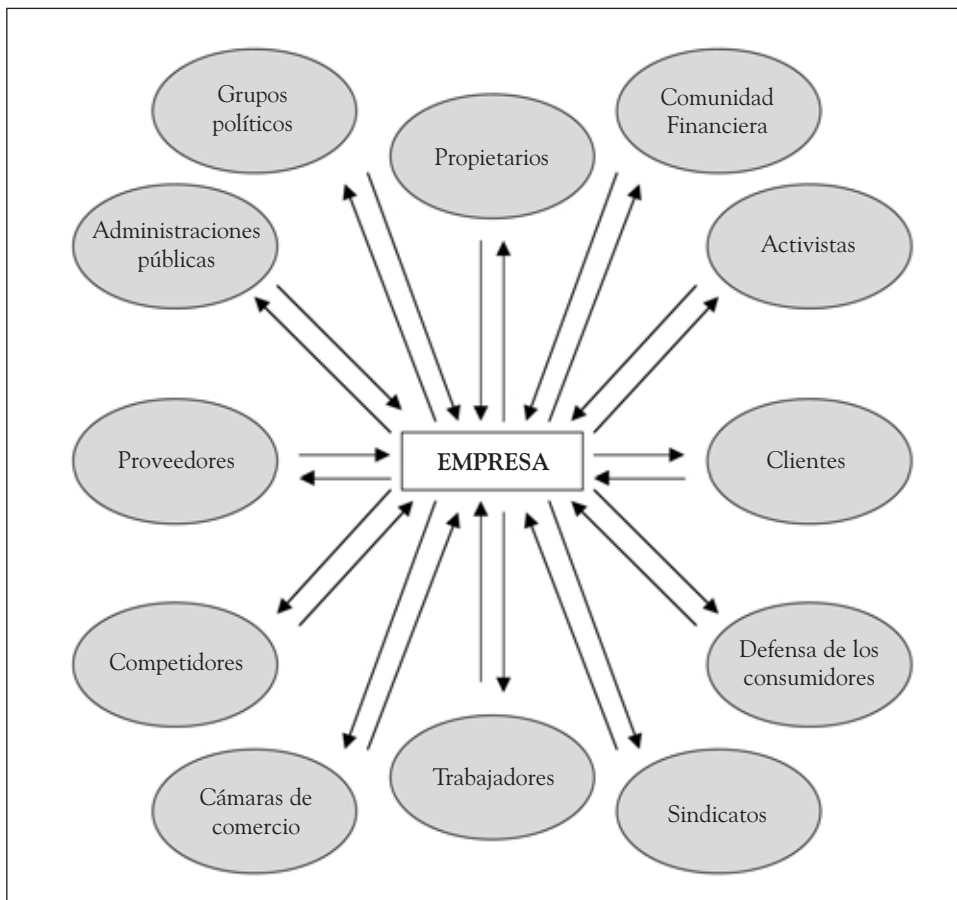 Grupos
políticos
Propietarios
Comunidad
Financiera
Administraciones
públicas
Activistas
Proveedores
EMPRESA
Clientes
Competidores
Defensa de los
consumidores
Cámaras de
comercio
Trabajadores
Sindicatos